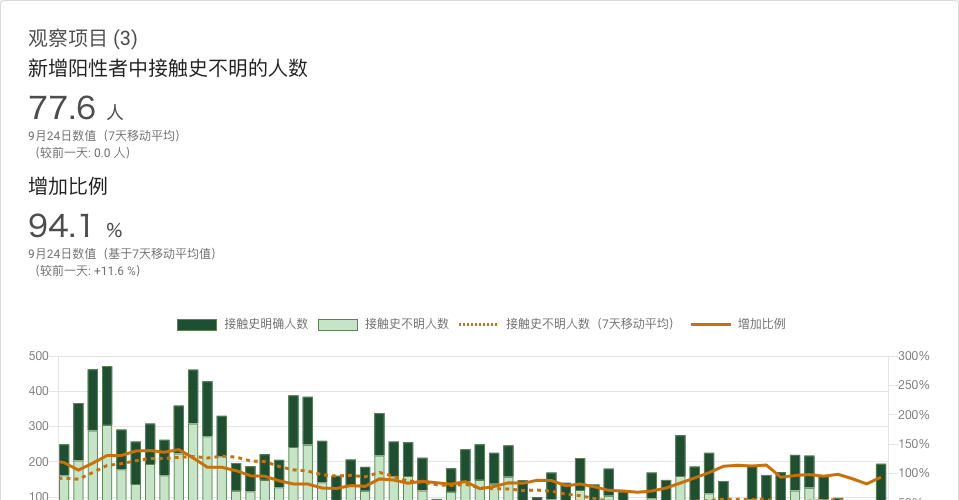 观察项目 (3)
新增阳性者中接触史不明的人数
77.6 人
9月24日数值（7天移动平均）
（较前一天: 0.0 人）
增加比例
94.1 %
9月24日数值（基于7天移动平均值）
（较前一天: +11.6 %）
接触史明确人数 接触史不明人数 接触史不明人数（7天移动平均） 增加比例
500 300%
250%
400
200%
300
150%
200
100%
100